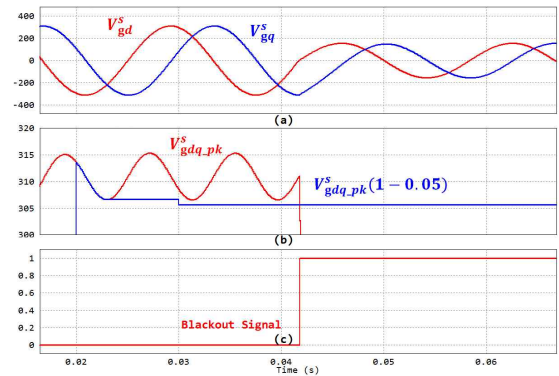 400
200
0
-200
-400
V^s_gd
V^s_gq
(a)
320
315
310
305
300
V^s_gdq_pk
V^s_gdq_pk(1−0.05)
(b)
1
0.8
0.6
0.4
0.2
0
Blackout Signal
(c)
0.02
0.03
0.04
0.05
0.06
Time (s)